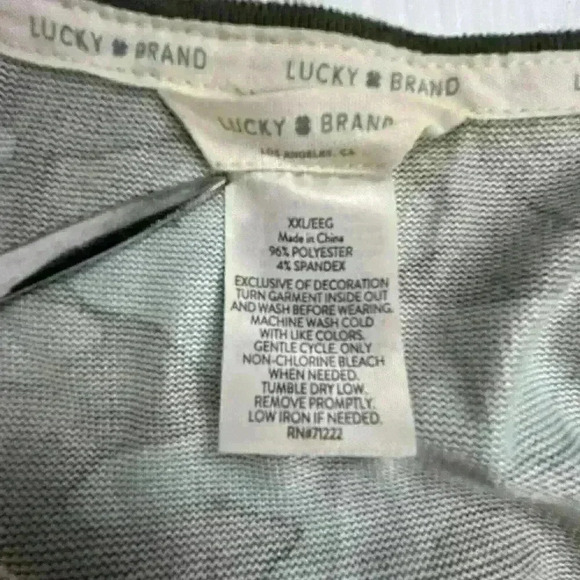 LUCKY BRAND
LUCKY BRAND
L
LUCKY BRAND
LOS ANGELES, CA
XXL/EEG
Made in China
96% POLYESTER
4% SPANDEX
EXCLUSIVE OF DECORATION
TURN GARMENT INSIDE OUT
AND WASH BEFORE WEARING.
MACHINE WASH COLD
WITH LIKE COLORS.
GENTLE CYCLE. ONLY
NON-CHLORINE BLEACH
WHEN NEEDED.
TUMBLE DRY LOW.
REMOVE PROMPTLY.
LOW IRON IF NEEDED.
RN#71222